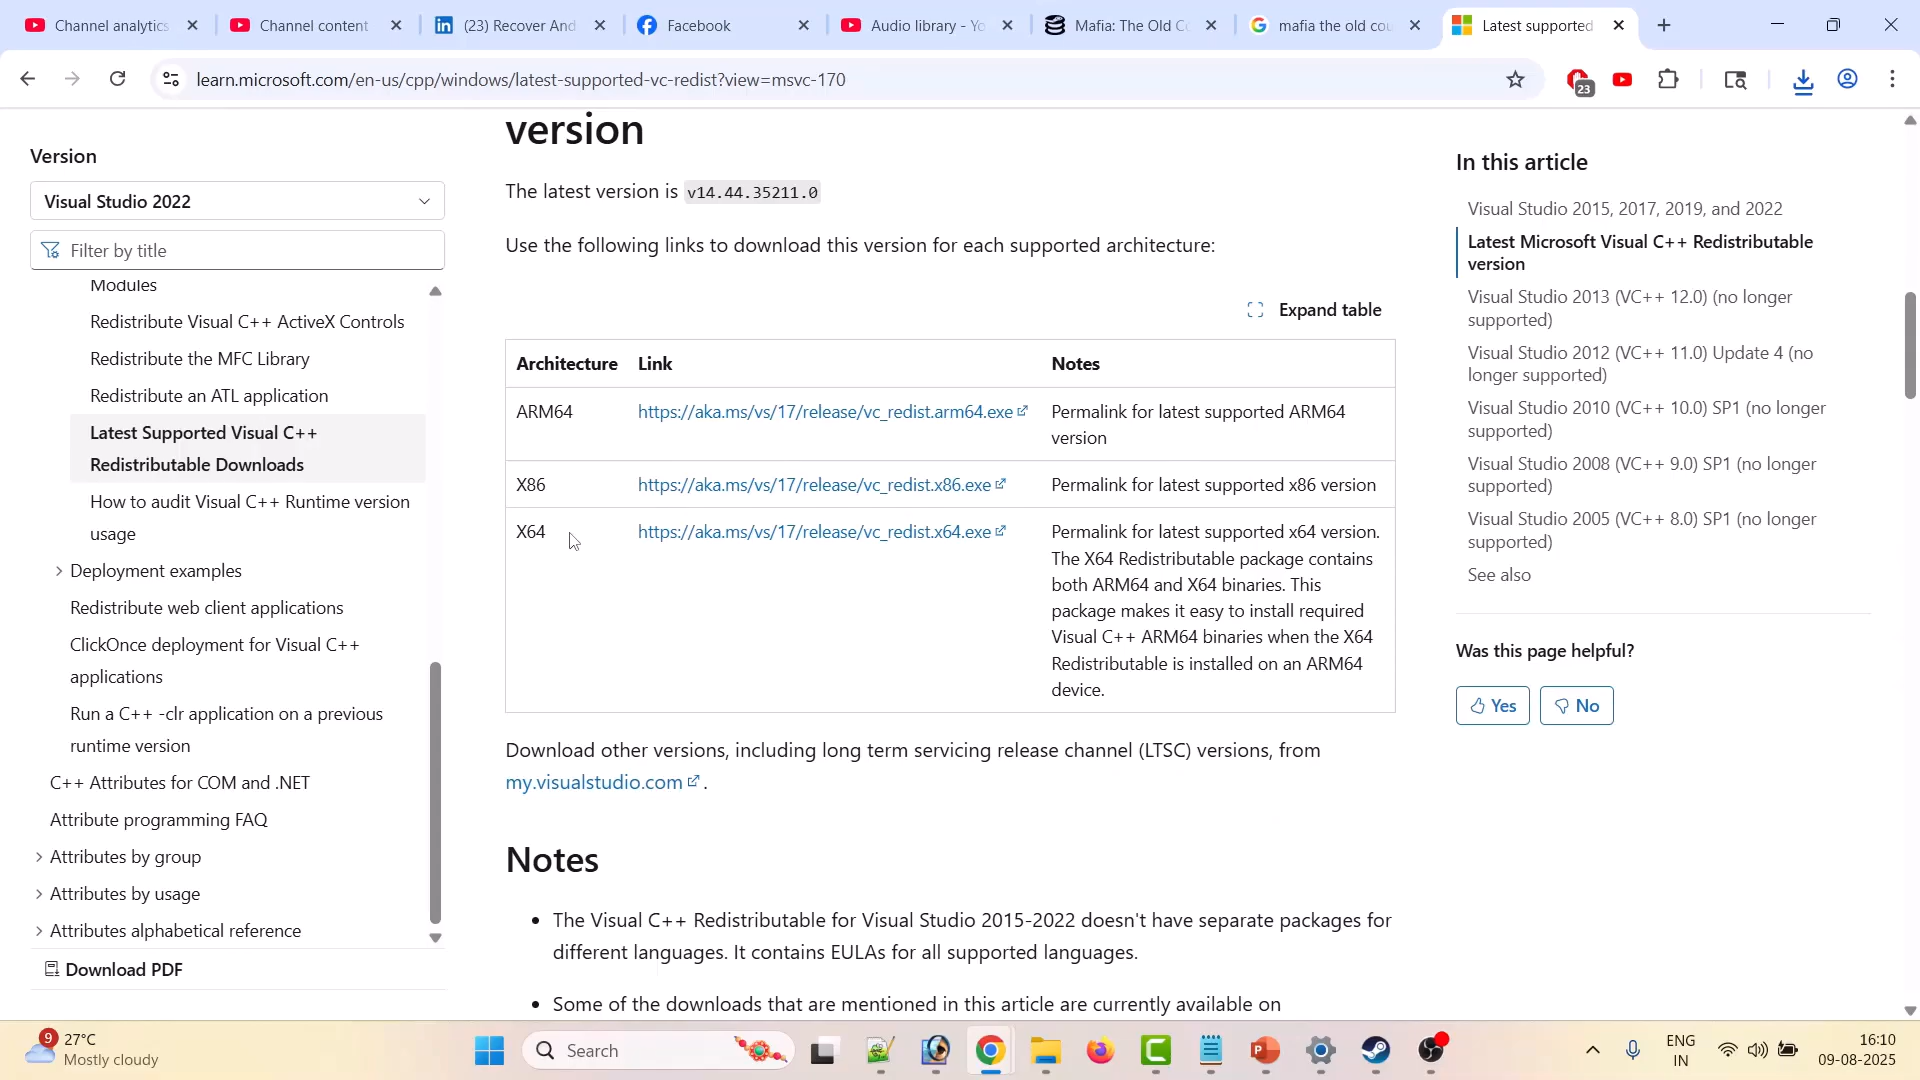 Channel analytics
Channel content
(23) Recover And
Facebook
Audio library - Yo
Mafia: The Old Co
mafia the old cou
Latest supported
learn.microsoft.com/en-us/cpp/windows/latest-supported-vc-redist?view=msvc-170
23
Version
Visual Studio 2022
Filter by title
Modules
Redistribute Visual C++ ActiveX Controls
Redistribute the MFC Library
Redistribute an ATL application
Latest Supported Visual C++
Redistributable Downloads
How to audit Visual C++ Runtime version
usage
Deployment examples
Redistribute web client applications
ClickOnce deployment for Visual C++
applications
Run a C++ -clr application on a previous
runtime version
C++ Attributes for COM and .NET
Attribute programming FAQ
Attributes by group
Attributes by usage
Attributes alphabetical reference
Download PDF
version
The latest version is v14.44.35211.0
Use the following links to download this version for each supported architecture:
Expand table
Architecture Link Notes
ARM64 https://aka.ms/vs/17/release/vc_redist.arm64.exe Permalink for latest supported ARM64
version
X86 https://aka.ms/vs/17/release/vc_redist.x86.exe Permalink for latest supported x86 version
X64 https://aka.ms/vs/17/release/vc_redist.x64.exe Permalink for latest supported x64 version.
The X64 Redistributable package contains
both ARM64 and X64 binaries. This
package makes it easy to install required
Visual C++ ARM64 binaries when the X64
Redistributable is installed on an ARM64
device.
Download other versions, including long term servicing release channel (LTSC) versions, from
my.visualstudio.com .
Notes
• The Visual C++ Redistributable for Visual Studio 2015-2022 doesn't have separate packages for
different languages. It contains EULAs for all supported languages.
• Some of the downloads that are mentioned in this article are currently available on
In this article
Visual Studio 2015, 2017, 2019, and 2022
Latest Microsoft Visual C++ Redistributable
version
Visual Studio 2013 (VC++ 12.0) (no longer
supported)
Visual Studio 2012 (VC++ 11.0) Update 4 (no
longer supported)
Visual Studio 2010 (VC++ 10.0) SP1 (no longer
supported)
Visual Studio 2008 (VC++ 9.0) SP1 (no longer
supported)
Visual Studio 2005 (VC++ 8.0) SP1 (no longer
supported)
See also
Was this page helpful?
Yes
No
9
27°C
Mostly cloudy
Search
ENG
IN
16:10
09-08-2025